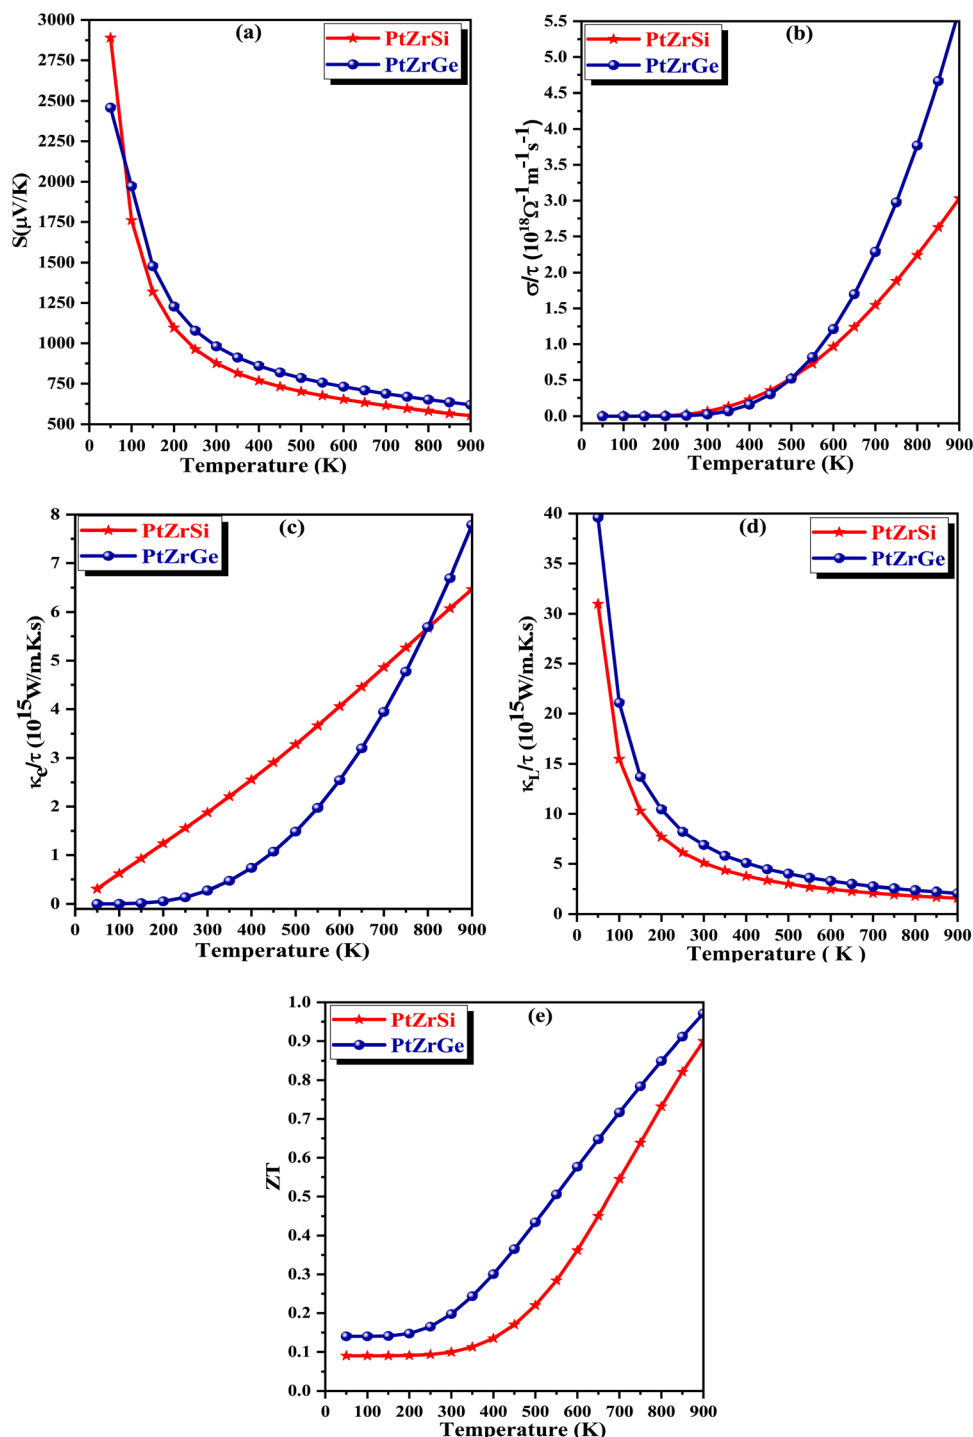 (a)
PtZrSi
PtZrGe
S(μV/K)
3000
2750
2500
2250
2000
1750
1500
1250
1000
750
500
0 100 200 300 400 500 600 700 800 900
Temperature (K)
(b)
PtZrSi
PtZrGe
σ/τ (10¹⁸Ω⁻¹m⁻¹s⁻¹)
5.5
5.0
4.5
4.0
3.5
3.0
2.5
2.0
1.5
1.0
0.5
0.0
0 100 200 300 400 500 600 700 800 900
Temperature (K)
(c)
PtZrSi
PtZrGe
κe/τ (10¹⁵W/m.K.s)
8
7
6
5
4
3
2
1
0
0 100 200 300 400 500 600 700 800 900
Temperature (K)
(d)
PtZrSi
PtZrGe
κL/τ (10¹⁵W/m.K.s)
40
35
30
25
20
15
10
5
0
0 100 200 300 400 500 600 700 800 900
Temperature ( K )
(e)
PtZrSi
PtZrGe
ZT
1.0
0.9
0.8
0.7
0.6
0.5
0.4
0.3
0.2
0.1
0.0
0 100 200 300 400 500 600 700 800 900
Temperature (K)